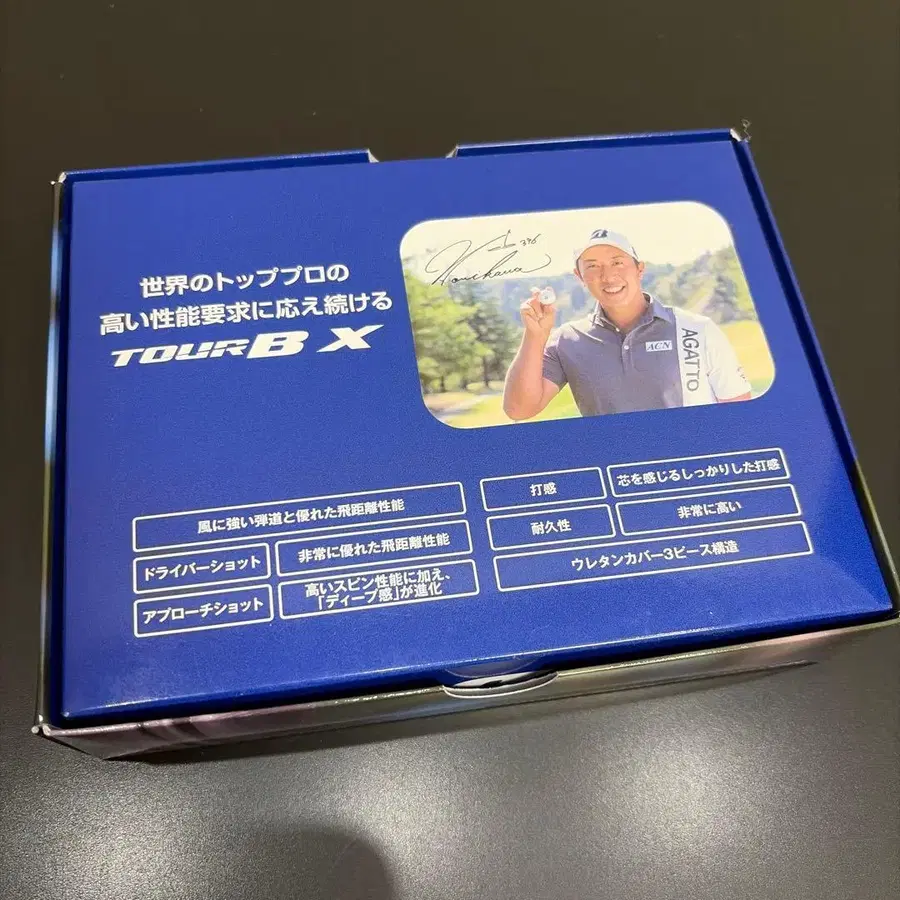 世界のトッププロの
高い性能要求に応え続ける
TOURB X
B
ACN
AGATTO
風に強い弾道と優れた飛距離性能
ドライバーショット
非常に優れた飛距離性能
アプローチショット
高いスピン性能に加え、
「ディープ感」が進化
打感
芯を感じるしっかりした打感
耐久性
非常に高い
ウレタンカバー3ピース構造